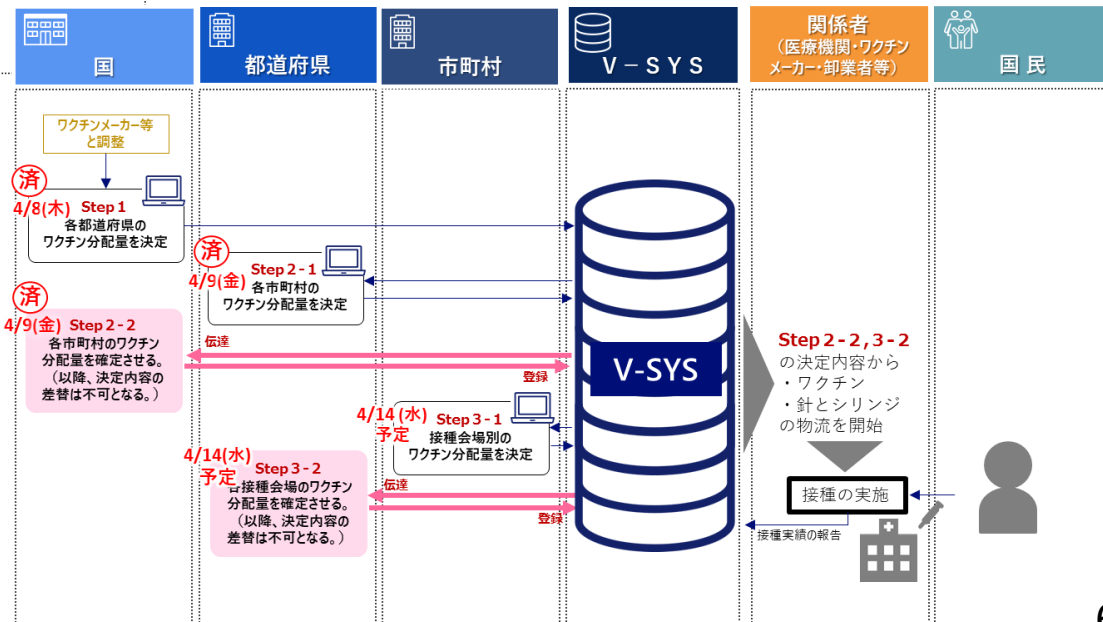 国
都道府県
市町村
V－SYS
関係者
（医療機関・ワクチン
メーカー・卸業者等）
国民
ワクチンメーカー等
と調整
済
4/8(木)
Step 1
各都道府県の
ワクチン分配量を決定
済
4/9(金)
Step 2-1
各市町村の
ワクチン分配量を決定
済
4/9(金)
Step 2-2
各市町村のワクチン
分配量を確定させる。
（以降、決定内容の
差替は不可となる。）
伝達
登録
V-SYS
Step 2-2, 3-2
の決定内容から
・ワクチン
・針とシリンジ
の物流を開始
4/14(水)
予定
Step 3-1
接種会場別の
ワクチン分配量を決定
4/14(水)
予定
Step 3-2
各接種会場のワクチン
分配量を確定させる。
（以降、決定内容の
差替は不可となる。）
伝達
登録
接種の実施
接種実績の報告